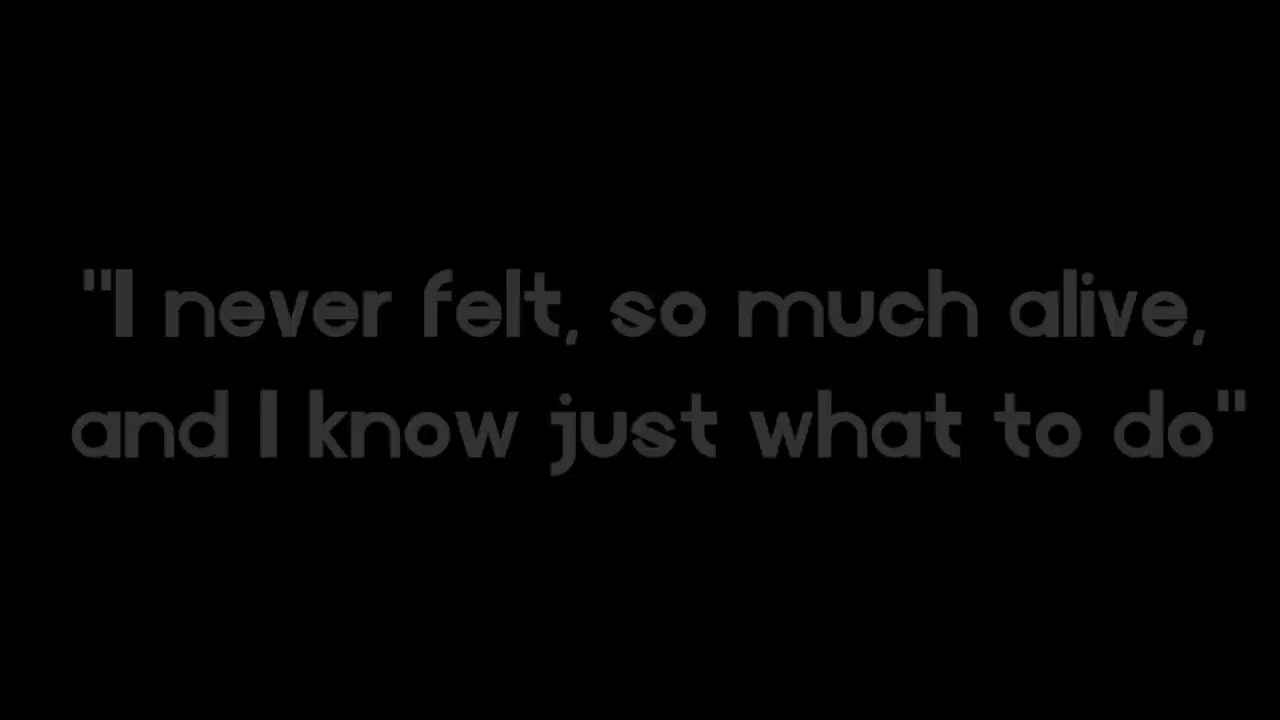 "I never felt, so much alive,
and I know just what to do"